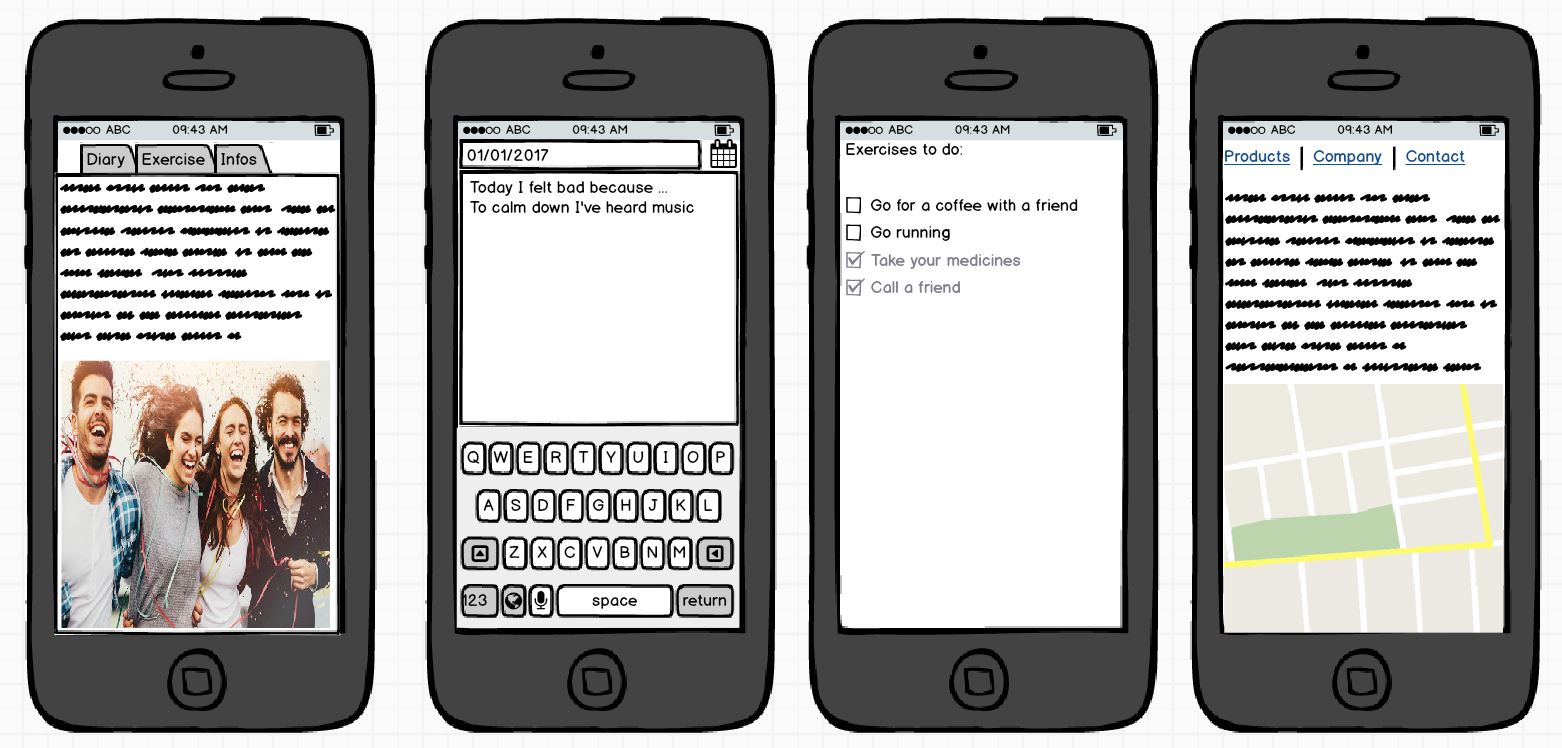 ●●●○○ ABC 09:43 AM
Diary Exercise Infos
●●●○○ ABC 09:43 AM
01/01/2017
Today I felt bad because ...
To calm down I've heard music
Q W E R T Y U I O P
A S D F G H J K L
Z X C V B N M
123 space return
●●●○○ ABC 09:43 AM
Exercises to do:
Go for a coffee with a friend
Go running
Take your medicines
Call a friend
●●●○○ ABC 09:43 AM
Products | Company | Contact